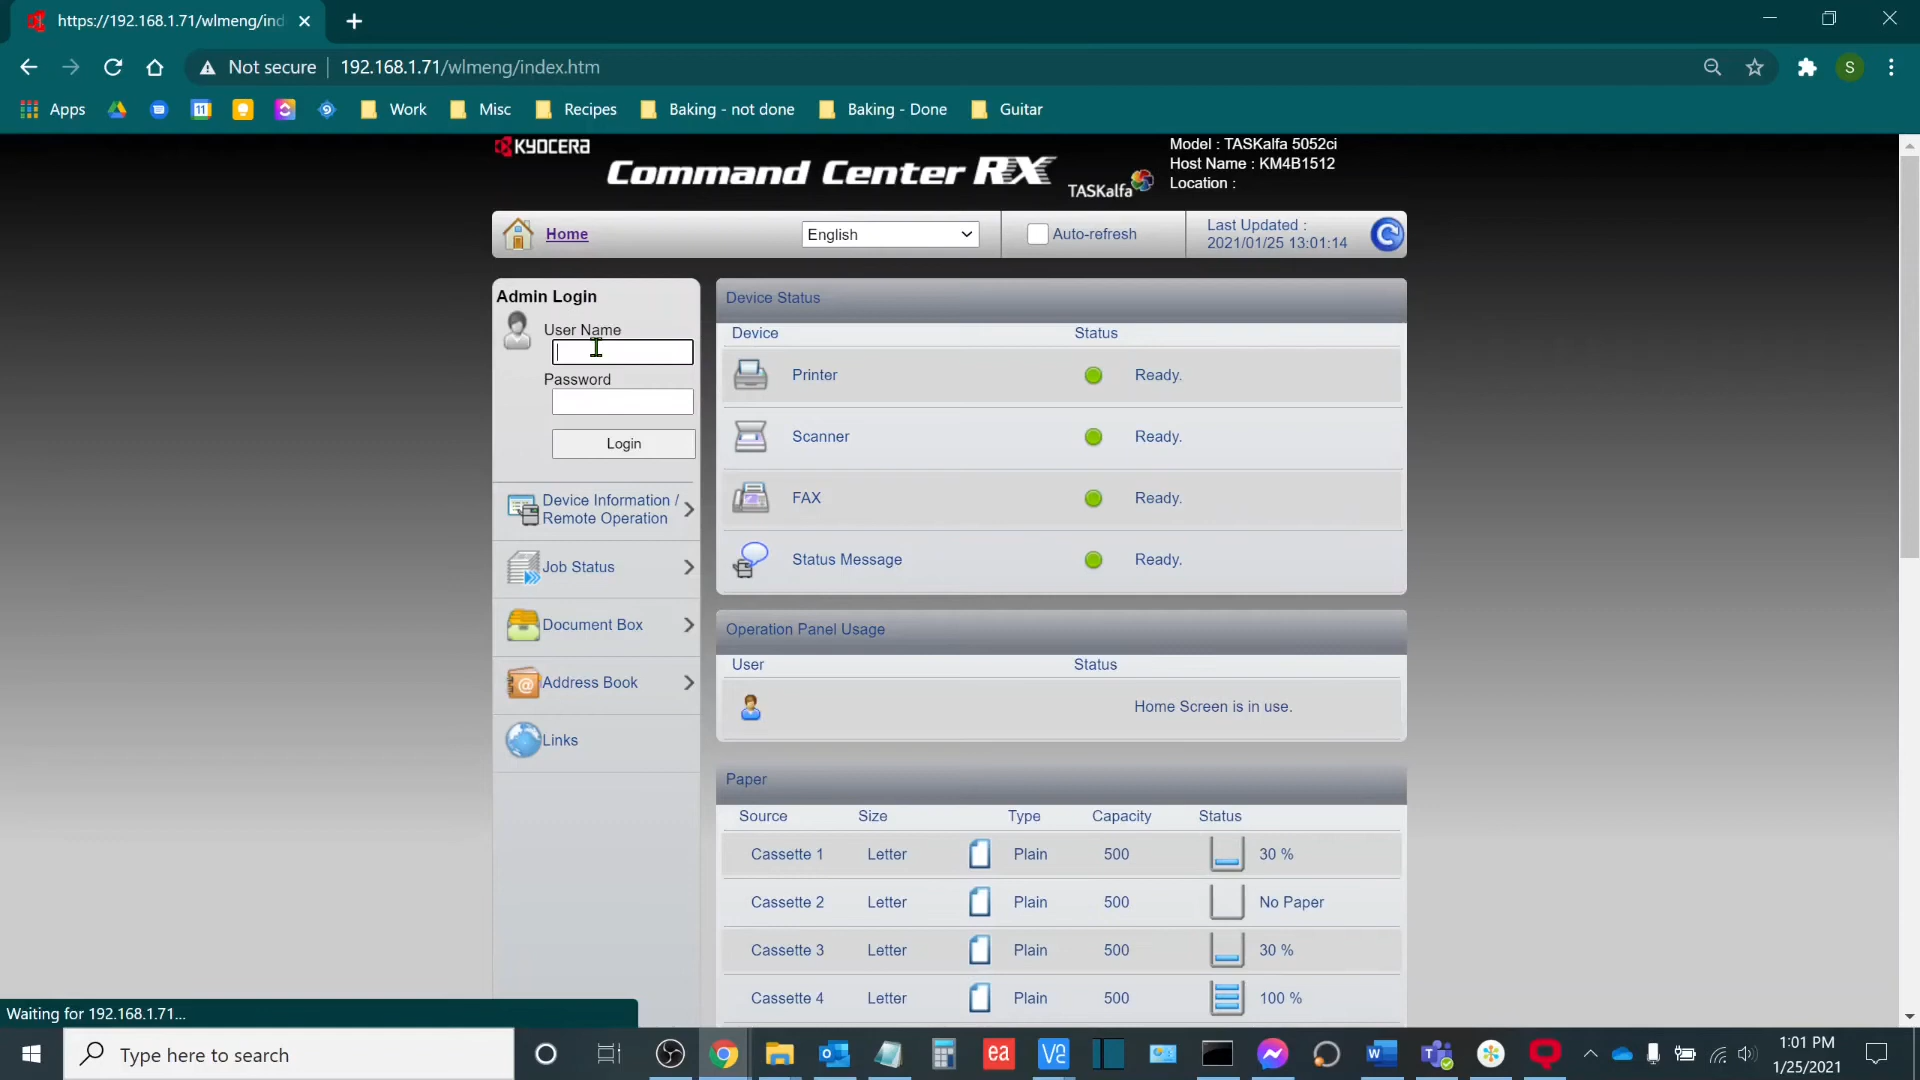 https://192.168.1.71/wlmeng/ind
Not secure
192.168.1.71/wlmeng/index.htm
S
Apps
11
Work
Misc
Recipes
Baking - not done
Baking - Done
Guitar
KYOCERA
Command Center RX
TASKalfa
Model : TASKalfa 5052ci
Host Name : KM4B1512
Location :
Home
English
Auto-refresh
Last Updated :
2021/01/25 13:01:14
Admin Login
User Name
Password
Login
Device Information /
Remote Operation
Job Status
Document Box
Address Book
Links
Device Status
Device Status
Printer Ready.
Scanner Ready.
FAX Ready.
Status Message Ready.
Operation Panel Usage
User Status
Home Screen is in use.
Paper
Source Size Type Capacity Status
Cassette 1 Letter Plain 500 30 %
Cassette 2 Letter Plain 500 No Paper
Cassette 3 Letter Plain 500 30 %
Cassette 4 Letter Plain 500 100 %
Waiting for 192.168.1.71...
Type here to search
ea
1:01 PM
1/25/2021